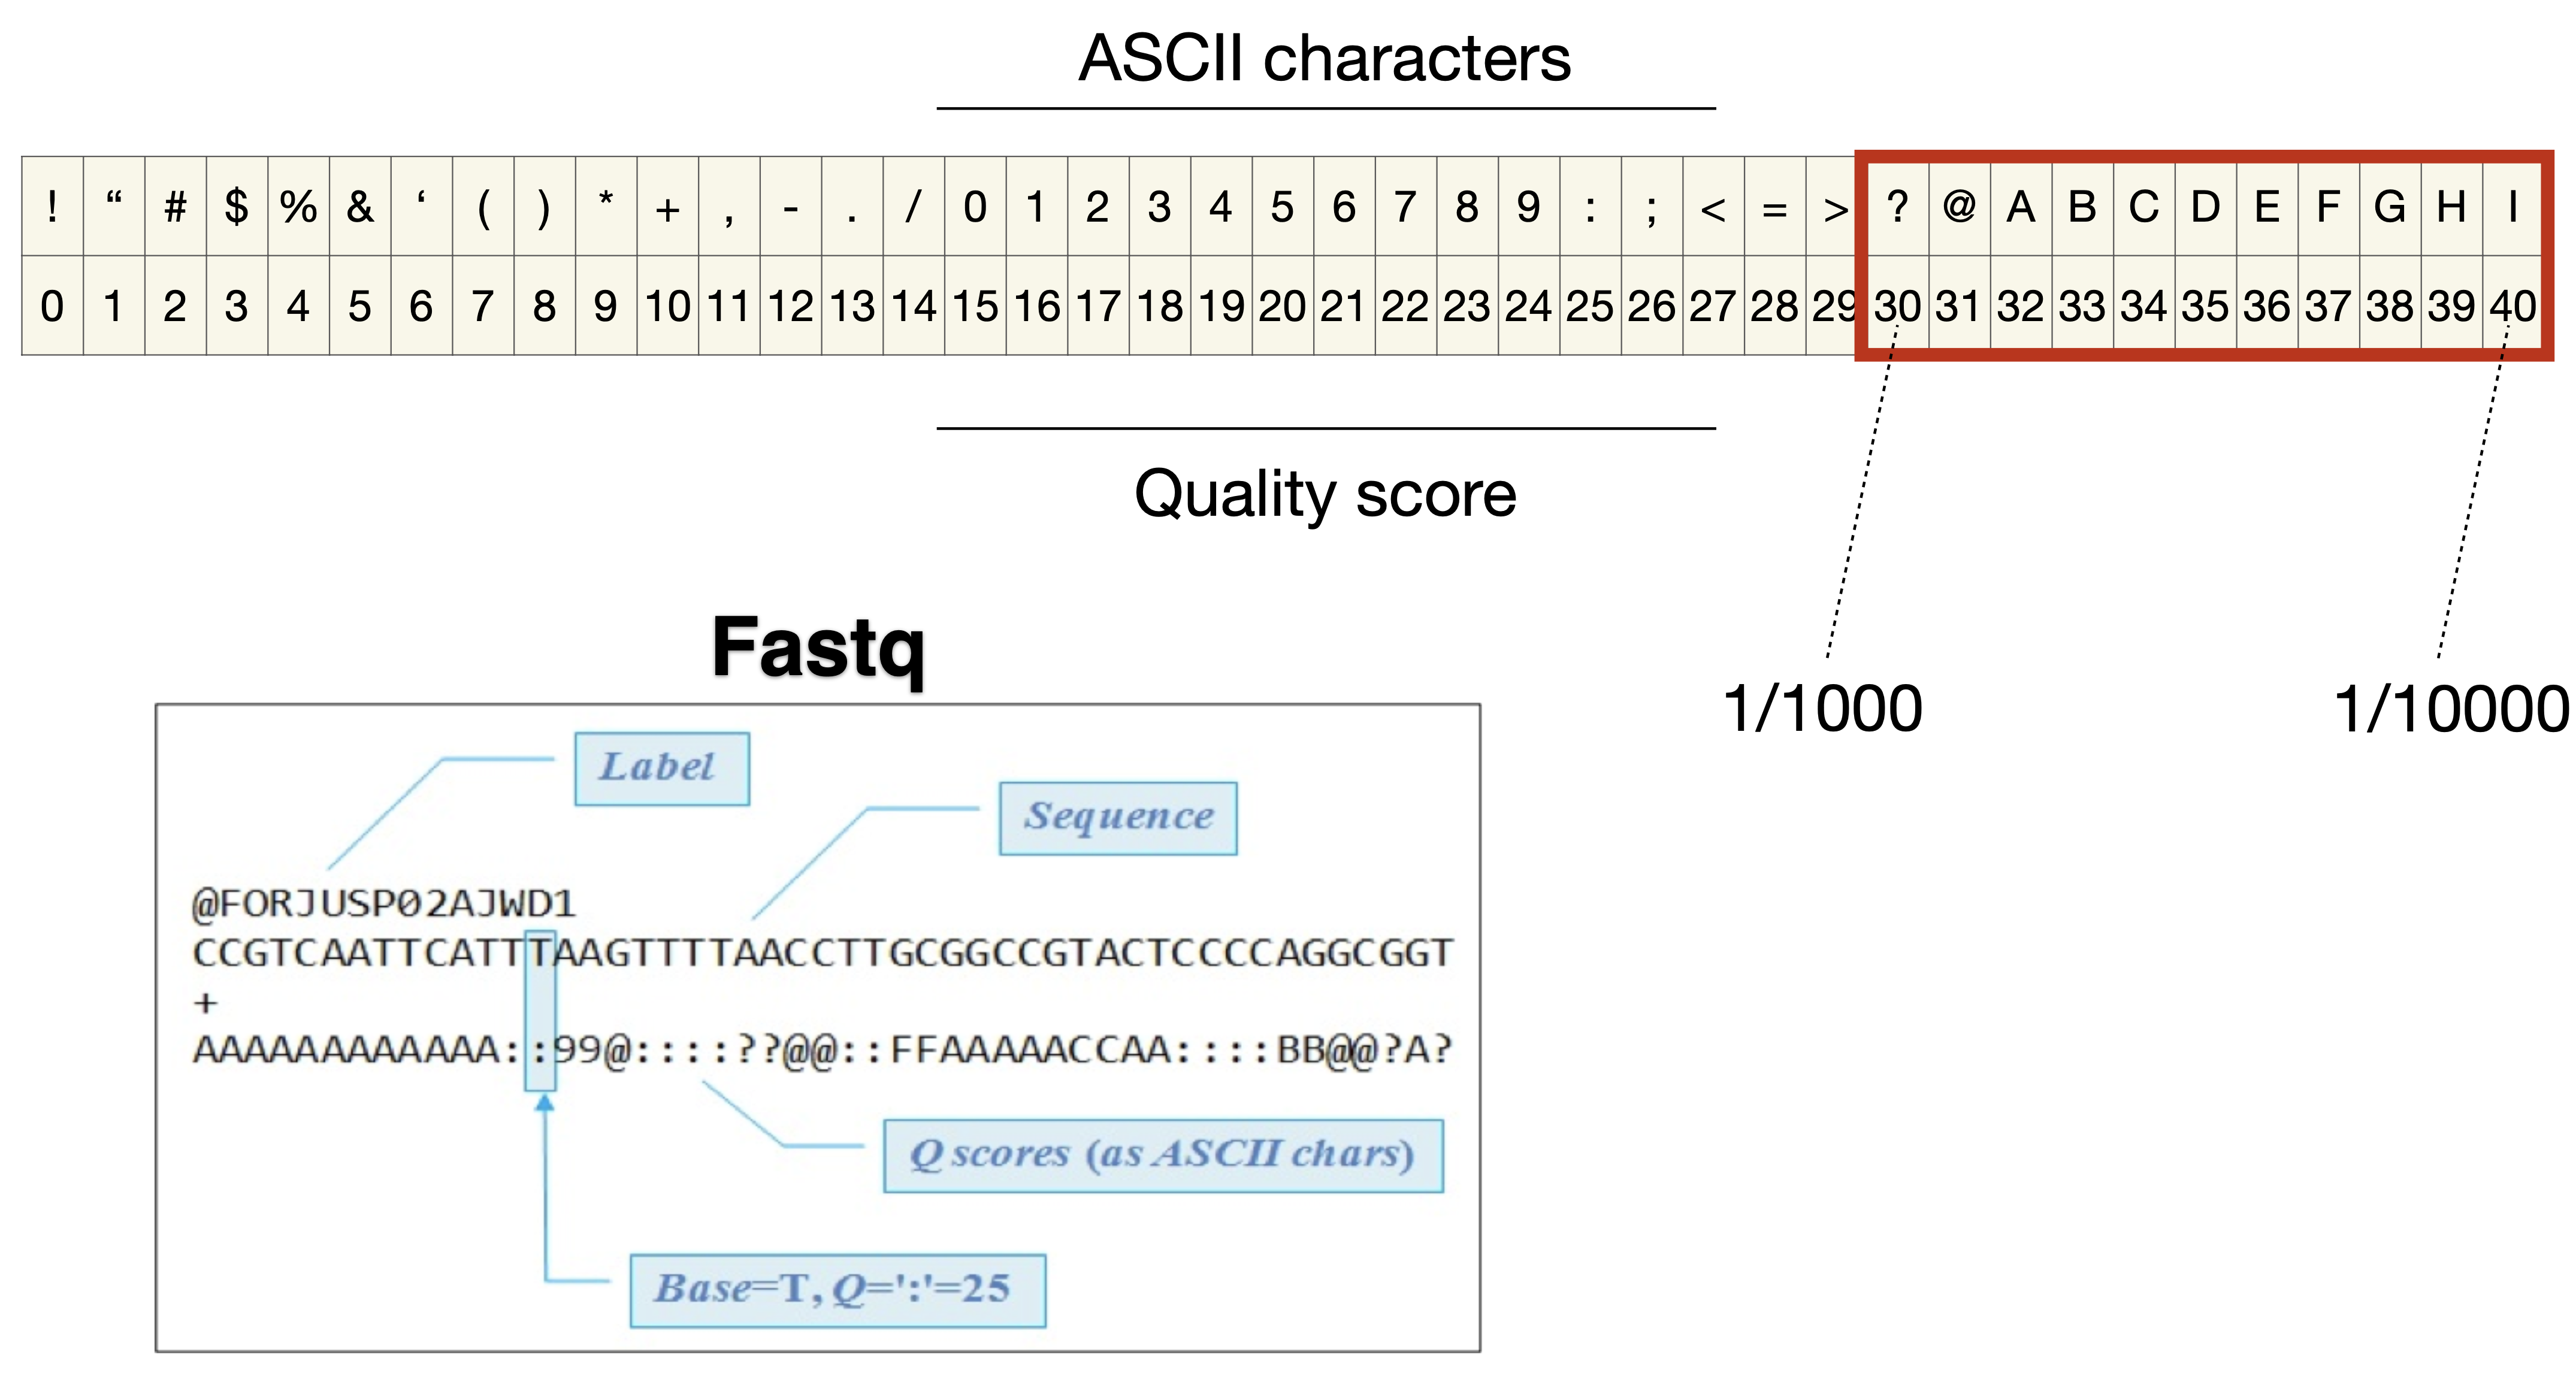 ASCII characters
! “ # $ % & ‘ ( ) * + , - . / 0 1 2 3 4 5 6 7 8 9 : ; < = > ? @ A B C D E F G H I
0 1 2 3 4 5 6 7 8 9 10 11 12 13 14 15 16 17 18 19 20 21 22 23 24 25 26 27 28 29 30 31 32 33 34 35 36 37 38 39 40
Quality score
1/1000
1/10000
Fastq
Label
Sequence
@FORJUSP02AJWD1
CCGTCAATTCATTTAAGTTTTAACCTTGCGGCCGTACTCCCCAGGCGGT
+
AAAAAAAAAAAA::99@::::??@@::FFAAAAACCAA::::BB@@?A?
Q scores (as ASCII chars)
Base=T, Q=':'=25